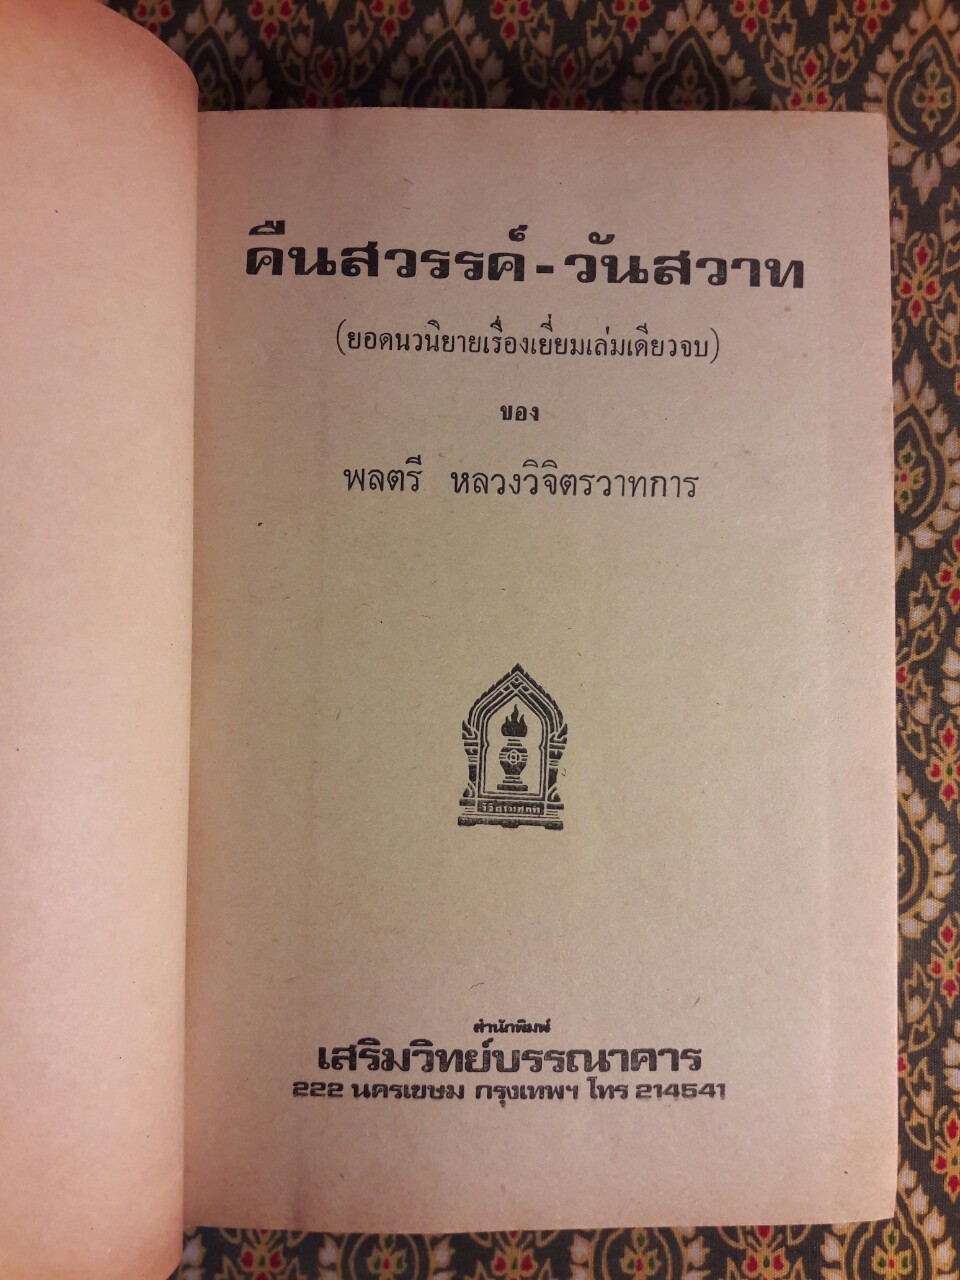 คืนสวรรค์-วันสวาท
(ยอดนวนิยายเรื่องเยี่ยมเล่มเดียวจบ)
ของ
พลตรี หลวงวิจิตรวาทการ
สำนักพิมพ์
เสริมวิทย์บรรณาคาร
222 นครเขษม กรุงเทพฯ โทร 214541